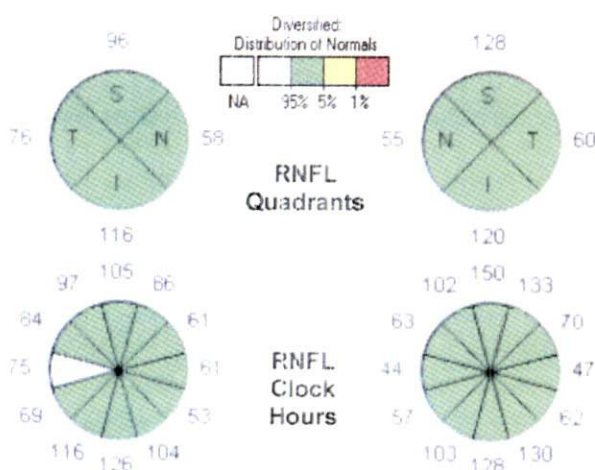 Diversified:
Distribution of Normals
NA 95% 5% 1%
96
S
76 T N 58
I
116
128
S
55 N T 60
I
120
RNFL
Quadrants
105
97 86
84 61
75 61
69 53
116 104
126
RNFL
Clock
Hours
150
102 133
63 70
44 47
57 62
103 130
128